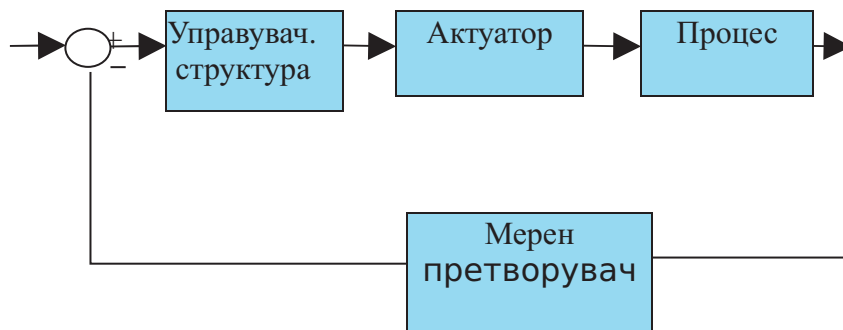 +
−
Управувач.
структура
Актуатор
Процес
Мерен
претворувач